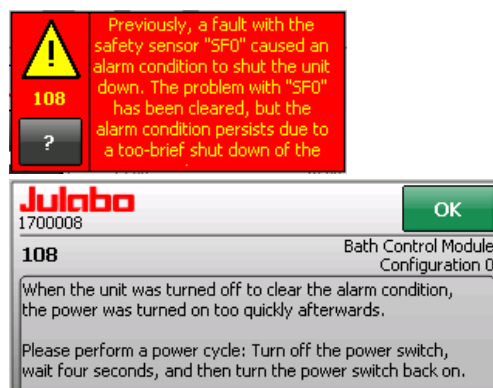 Previously, a fault with the
safety sensor "SF0" caused an
alarm condition to shut the unit
down. The problem with "SF0"
has been cleared, but the
alarm condition persists due to
a too-brief shut down of the
108
?
Julabo
1700008
OK
108
Bath Control Module
Configuration 0
When the unit was turned off to clear the alarm condition,
the power was turned on too quickly afterwards.
Please perform a power cycle: Turn off the power switch,
wait four seconds, and then turn the power switch back on.